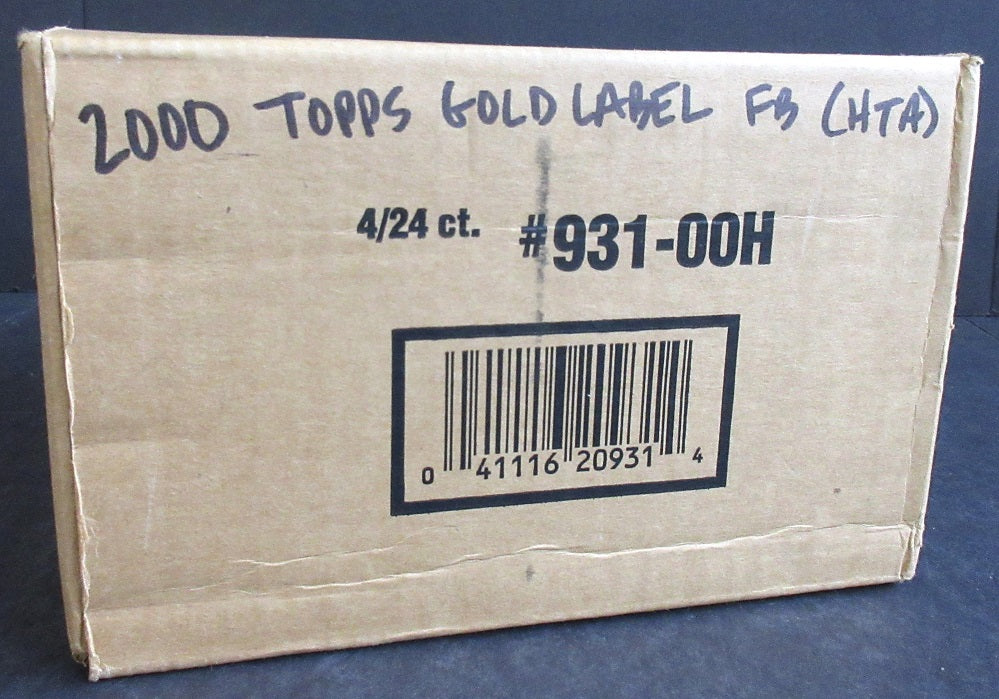 2000 TOPPS GOLD LABEL FB (HTA)
4/24 ct. #931-00H
0 41116 20931 4